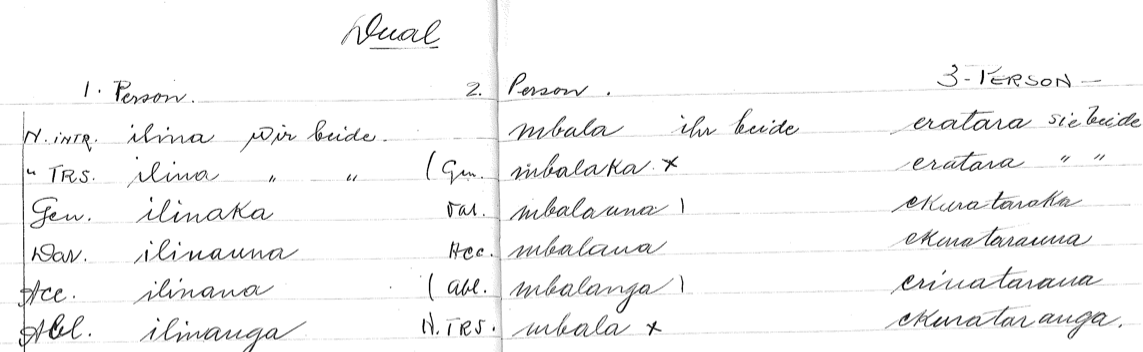 Dual
1. Person. 2. Person. 3-PERSON-
N. INTR. ilina wir beide. mbala ihr beide eratara sie beide
" TRS. ilina " " (Gen. mbalaka. x eratara " "
Gen. ilinaka Dat. mbalauna) ekurataraka
Dat. ilinauna Acc. mbalana ekuratarauna
Acc. ilinana (Abl. mbalanga) erinatarana
Abl. ilinanga N. TRS. mbala x ekurataranga.